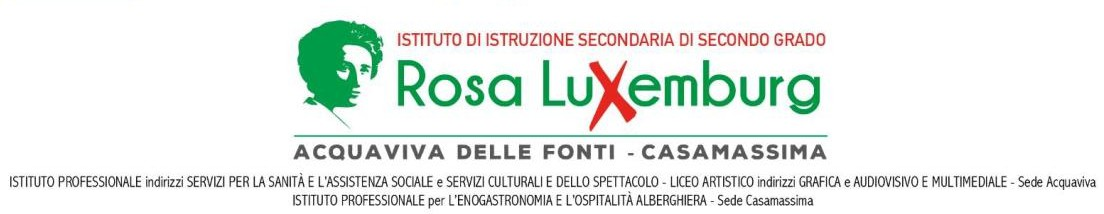 ISTITUTO DI ISTRUZIONE SECONDARIA DI SECONDO GRADO
Rosa LuXemburg
ACQUAVIVA DELLE FONTI - CASAMASSIMA
ISTITUTO PROFESSIONALE indirizzi SERVIZI PER LA SANITÀ E L'ASSISTENZA SOCIALE e SERVIZI CULTURALI E DELLO SPETTACOLO - LICEO ARTISTICO indirizzi GRAFICA e AUDIOVISIVO E MULTIMEDIALE - Sede Acquaviva
ISTITUTO PROFESSIONALE per L'ENOGASTRONOMIA E L'OSPITALITÀ ALBERGHIERA - Sede Casamassima